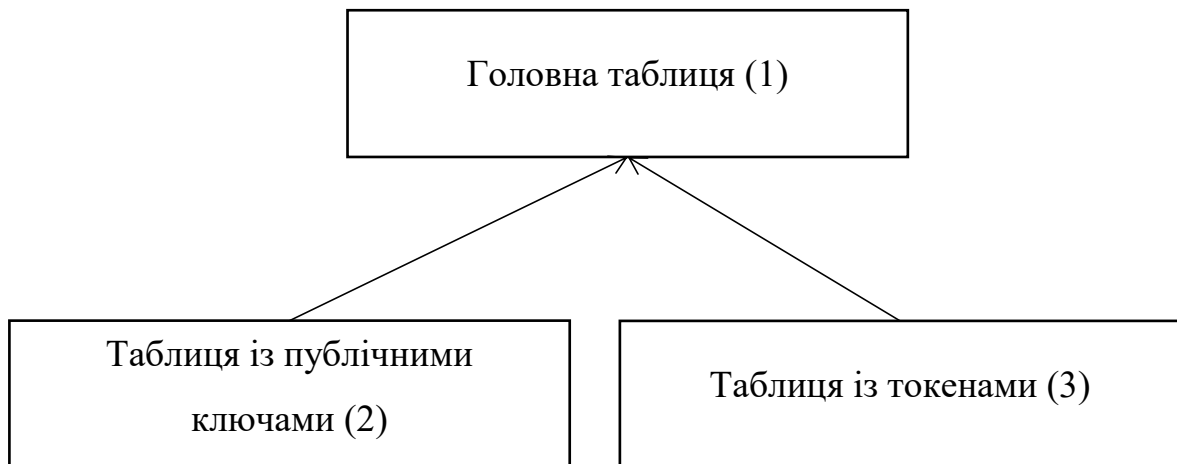 Головна таблиця (1)
Таблиця із публічними
ключами (2)
Таблиця із токенами (3)